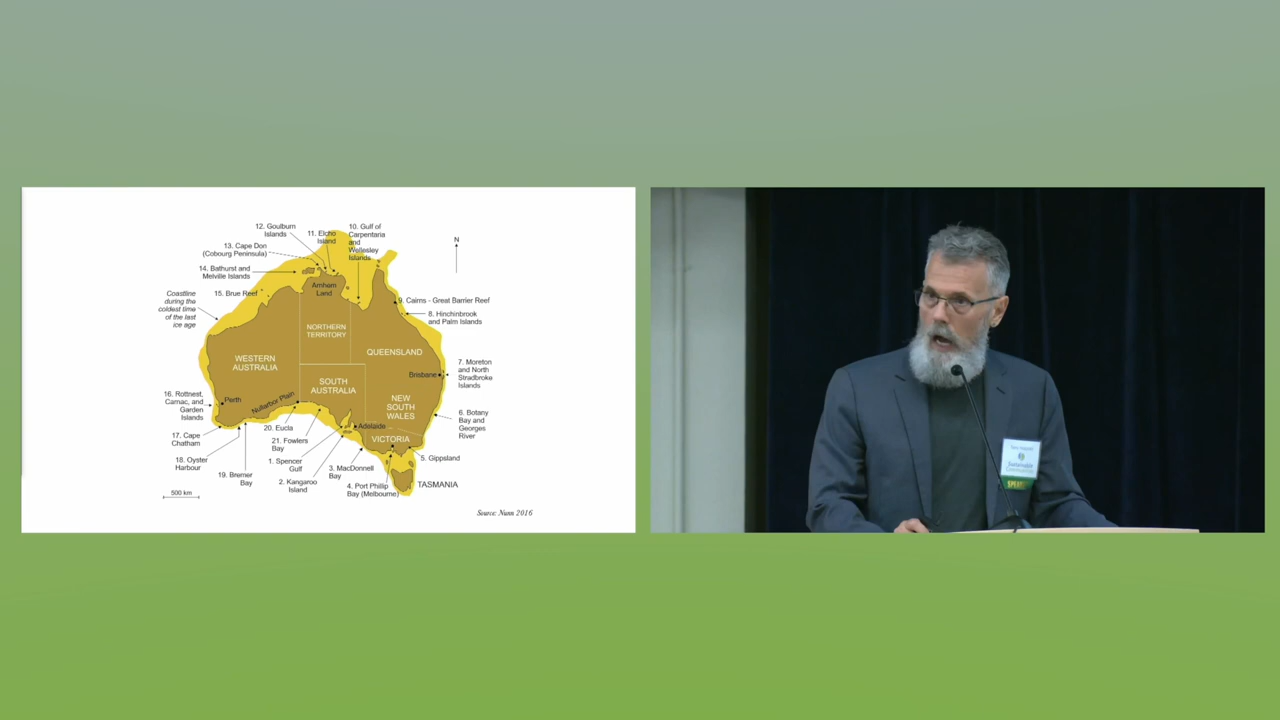 12. Goulburn
Islands
11. Elcho
Island
10. Gulf of
Carpentaria
and
Wellesley
Islands
13. Cape Don
(Cobourg Peninsula)
14. Bathurst and
Melville Islands
15. Brue Reef
Coastline
during the
coldest time
of the last
ice age
N
Arnhem
Land
9. Cairns - Great Barrier Reef
8. Hinchinbrook
and Palm Islands
NORTHERN
TERRITORY
QUEENSLAND
WESTERN
AUSTRALIA
SOUTH
AUSTRALIA
Brisbane
7. Moreton
and North
Stradbroke
Islands
NEW
SOUTH
WALES
Perth
Nullarbor Plain
16. Rottnest,
Carnac, and
Garden
Islands
6. Botany
Bay and
Georges
River
20. Eucla
Adelaide
VICTORIA
17. Cape
Chatham
21. Fowlers
Bay
18. Oyster
Harbour
1. Spencer
Gulf
5. Gippsland
19. Bremer
Bay
2. Kangaroo
Island
3. MacDonnell
Bay
4. Port Phillip
Bay (Melbourne)
TASMANIA
500 km
Source: Nunn 2016
Sustainable